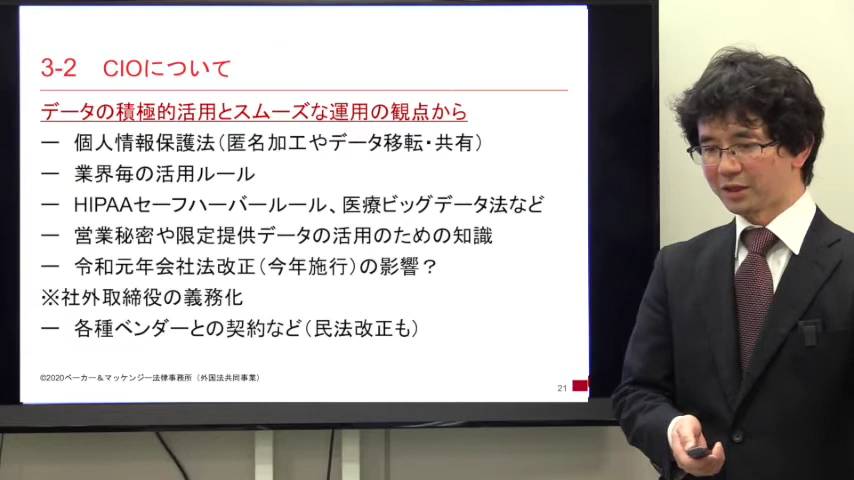 3-2 CIOについて
データの積極的活用とスムーズな運用の観点から
― 個人情報保護法（匿名加工やデータ移転・共有）
― 業界毎の活用ルール
― HIPAAセーフハーバールール、医療ビッグデータ法など
― 営業秘密や限定提供データの活用のための知識
― 令和元年会社法改正（今年施行）の影響？
※社外取締役の義務化
― 各種ベンダーとの契約など（民法改正も）
©2020ベーカー＆マッケンジー法律事務所（外国法共同事業）
21